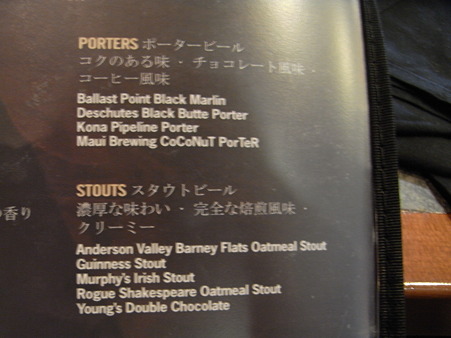 PORTERS ポータービール
コクのある味 · チョコレート風味 ·
コーヒー風味
Ballast Point Black Marlin
Deschutes Black Butte Porter
Kona Pipeline Porter
Maui Brewing CoCoNuT PorTeR
STOUTS スタウトビール
の香り
濃厚な味わい · 完全な焙煎風味 ·
クリーミー
Anderson Valley Barney Flats Oatmeal Stout
Guinness Stout
Murphy's Irish Stout
Rogue Shakespeare Oatmeal Stout
Young's Double Chocolate